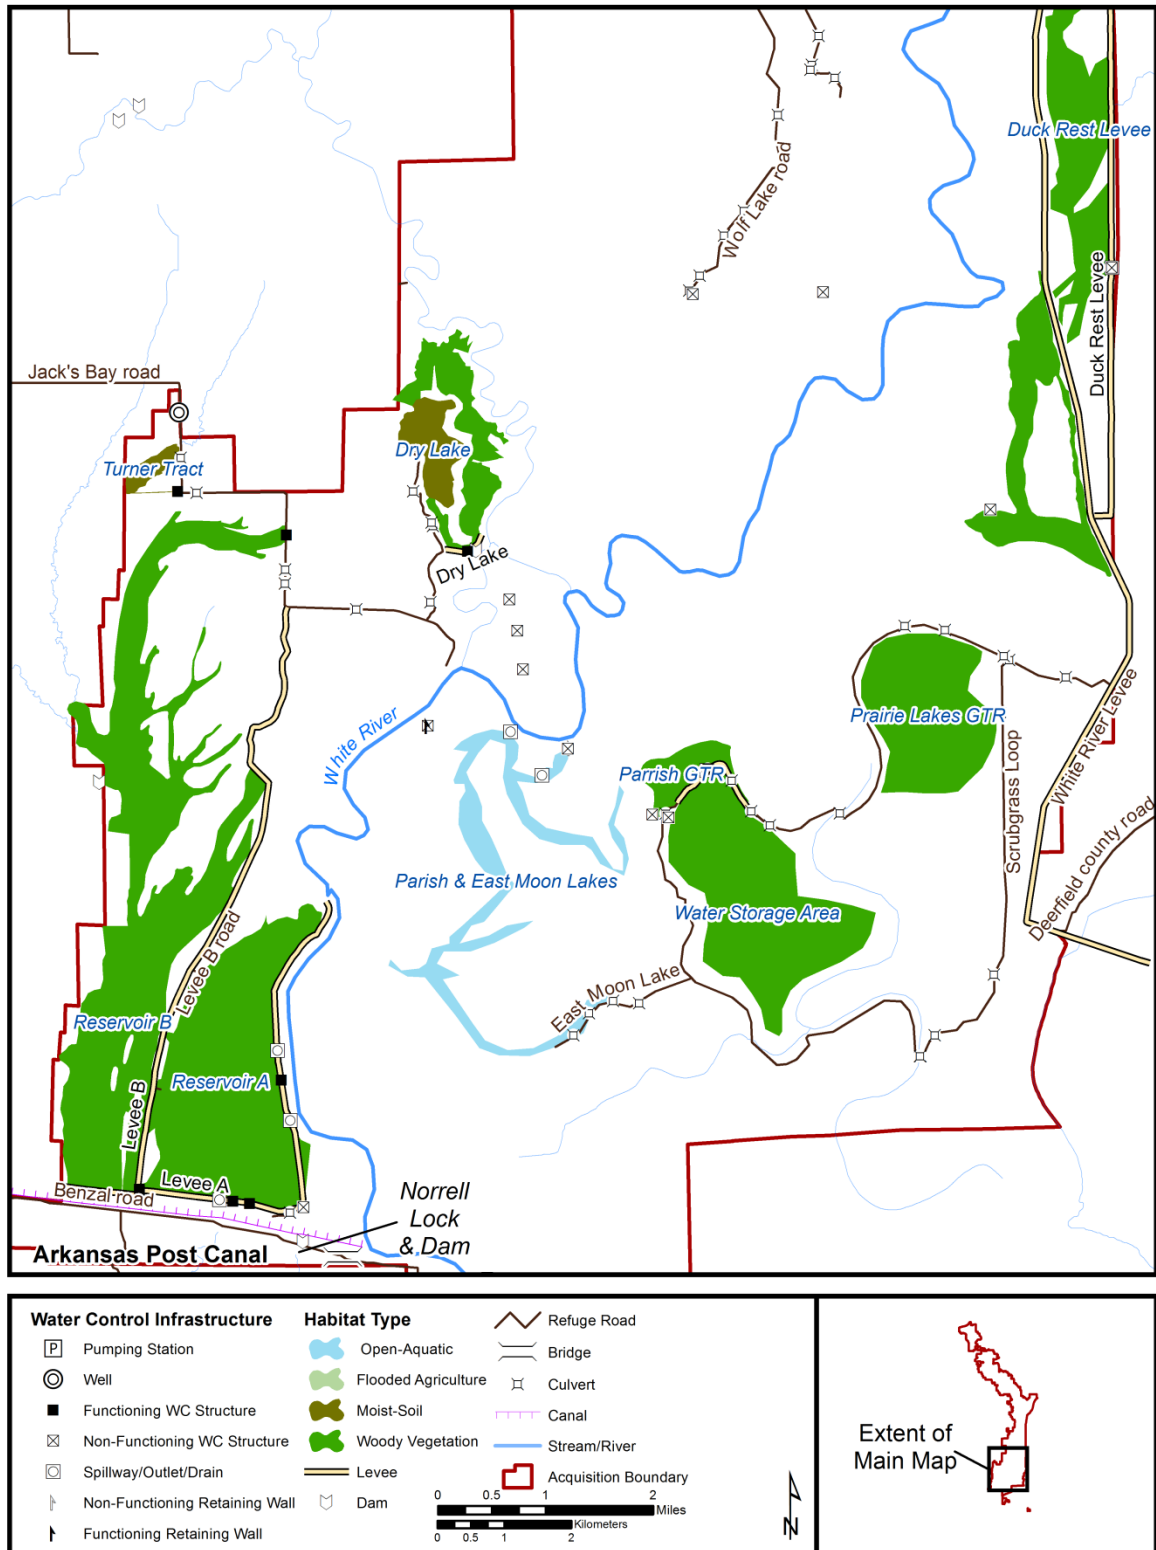 Duck Rest Levee
Wolf Lake road
Duck Rest Levee
Jack's Bay road
Turner Tract
Dry Lake
Dry Lake
White River
Prairie Lakes GTR
Parrish GTR
White River Levee
Scrubgrass Loop
Deerfield county road
Parish & East Moon Lakes
Water Storage Area
Levee B road
East Moon Lake
Reservoir B
Reservoir A
Levee B
Levee A
Benzal road
Norrell
Lock
& Dam
Arkansas Post Canal
Water Control Infrastructure
P
Pumping Station
Well
Functioning WC Structure
Non-Functioning WC Structure
Spillway/Outlet/Drain
Non-Functioning Retaining Wall
Functioning Retaining Wall
Habitat Type
Open-Aquatic
Flooded Agriculture
Moist-Soil
Woody Vegetation
Levee
Dam
Refuge Road
Bridge
Culvert
Canal
Stream/River
Acquisition Boundary
0 0.5 1 2
Miles
Kilometers
0 0.5 1 2
N
Extent of
Main Map